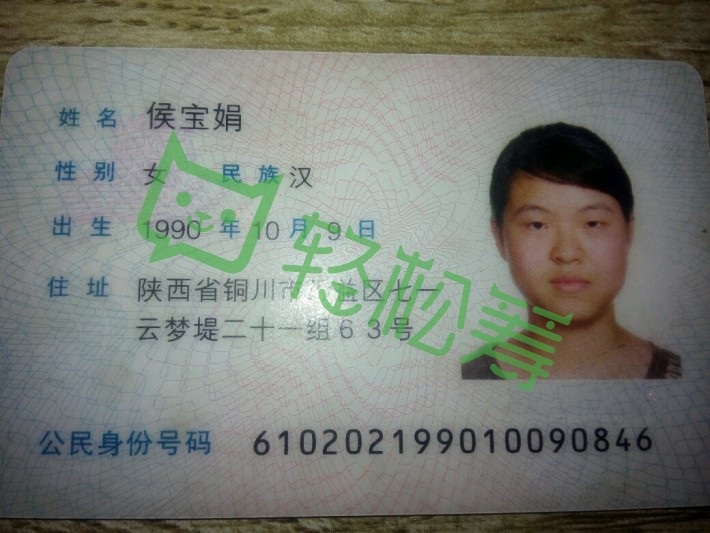 姓名 侯宝娟
性别 女 民族 汉
出生 1990 年 10 月 9 日
住址 陕西省铜川市益区七一
云梦堤二十一组63号
公民身份号码 610202199010090846
轻松筹